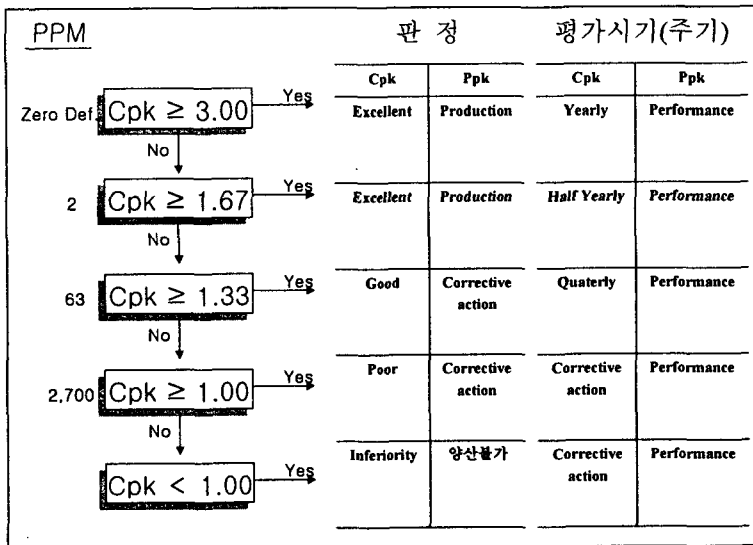 PPM 판 정 평가시기(주기)
Cpk Ppk Cpk Ppk
Zero Def. Cpk ≥ 3.00 Yes Excellent Production Yearly Performance
No
2 Cpk ≥ 1.67 Yes Excellent Production Half Yearly Performance
No
63 Cpk ≥ 1.33 Yes Good Corrective action Quaterly Performance
No
2,700 Cpk ≥ 1.00 Yes Poor Corrective action Corrective action Performance
No
Cpk < 1.00 Yes Inferiority 양산불가 Corrective action Performance